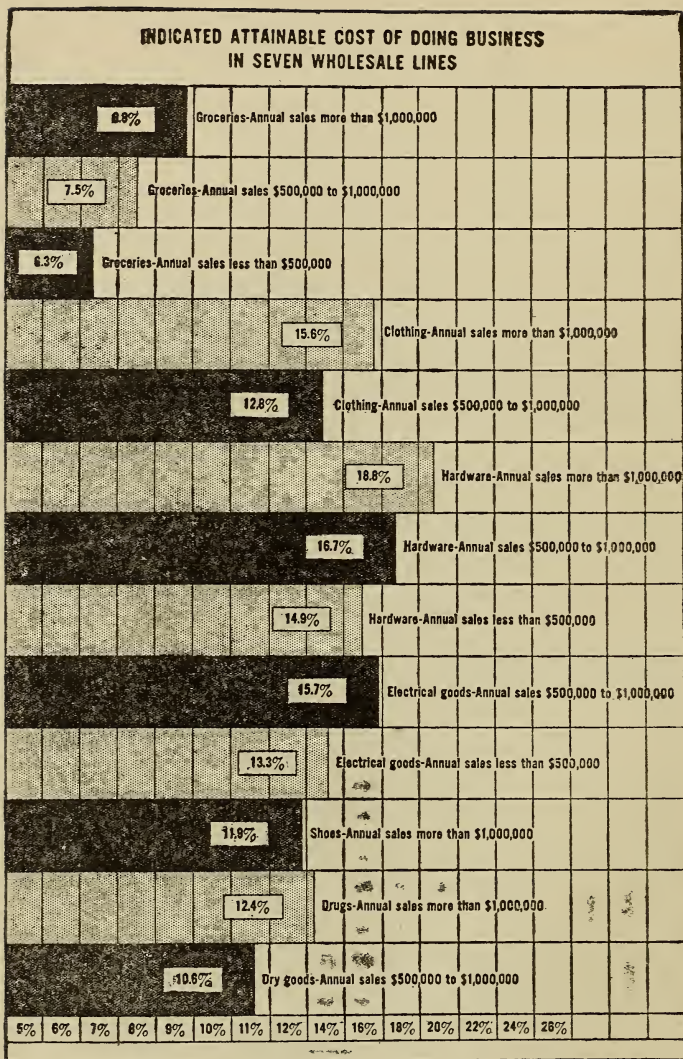 INDICATED ATTAINABLE COST OF DOING BUSINESS
IN SEVEN WHOLESALE LINES
Groceries-Annual sales more than $1,000,000
7.5% Groceries-Annual sales $500,000 to $1,000,000
6.3% Groceries-Annual sales less than $500,000
15.6% Clothing-Annual sales more than $1,000,000
12.8% Clothing-Annual sales $500,000 to $1,000,000
18.8% Hardware-Annual sales more than $1,000,000
16.7% Hardware-Annual sales $500,000 to $1,000,000
14.9% Hardware-Annual sales less than $500,000
15.7% Electrical goods-Annual sales $500,000 to $1,000,000
13.3% Electrical goods-Annual sales less than $500,000
11.9% Shoes-Annual sales more than $1,000,000
12.4% Drugs-Annual sales more than $1,000,000
10.6% Dry goods-Annual sales $500,000 to $1,000,000
5% 6% 7% 8% 9% 10% 11% 12% 14% 16% 18% 20% 22% 24% 26%